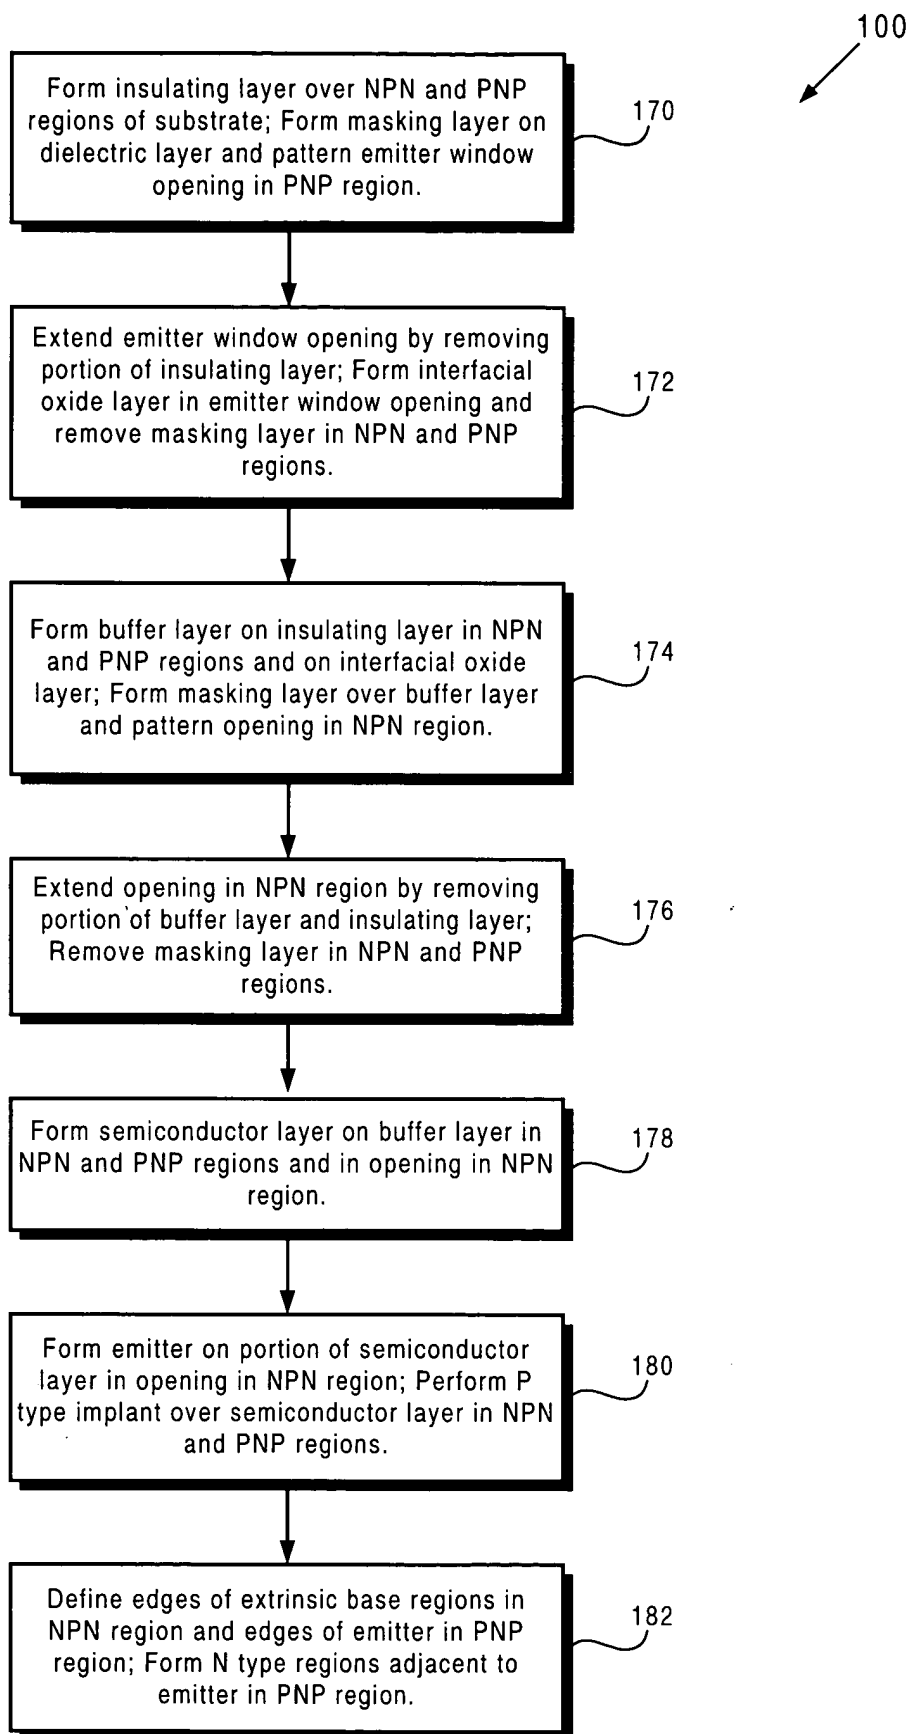 100
Form insulating layer over NPN and PNP
regions of substrate; Form masking layer on
dielectric layer and pattern emitter window
opening in PNP region.
170
Extend emitter window opening by removing
portion of insulating layer; Form interfacial
oxide layer in emitter window opening and
remove masking layer in NPN and PNP
regions.
172
Form buffer layer on insulating layer in NPN
and PNP regions and on interfacial oxide
layer; Form masking layer over buffer layer
and pattern opening in NPN region.
174
Extend opening in NPN region by removing
portion of buffer layer and insulating layer;
Remove masking layer in NPN and PNP
regions.
176
Form semiconductor layer on buffer layer in
NPN and PNP regions and in opening in NPN
region.
178
Form emitter on portion of semiconductor
layer in opening in NPN region; Perform P
type implant over semiconductor layer in NPN
and PNP regions.
180
Define edges of extrinsic base regions in
NPN region and edges of emitter in PNP
region; Form N type regions adjacent to
emitter in PNP region.
182